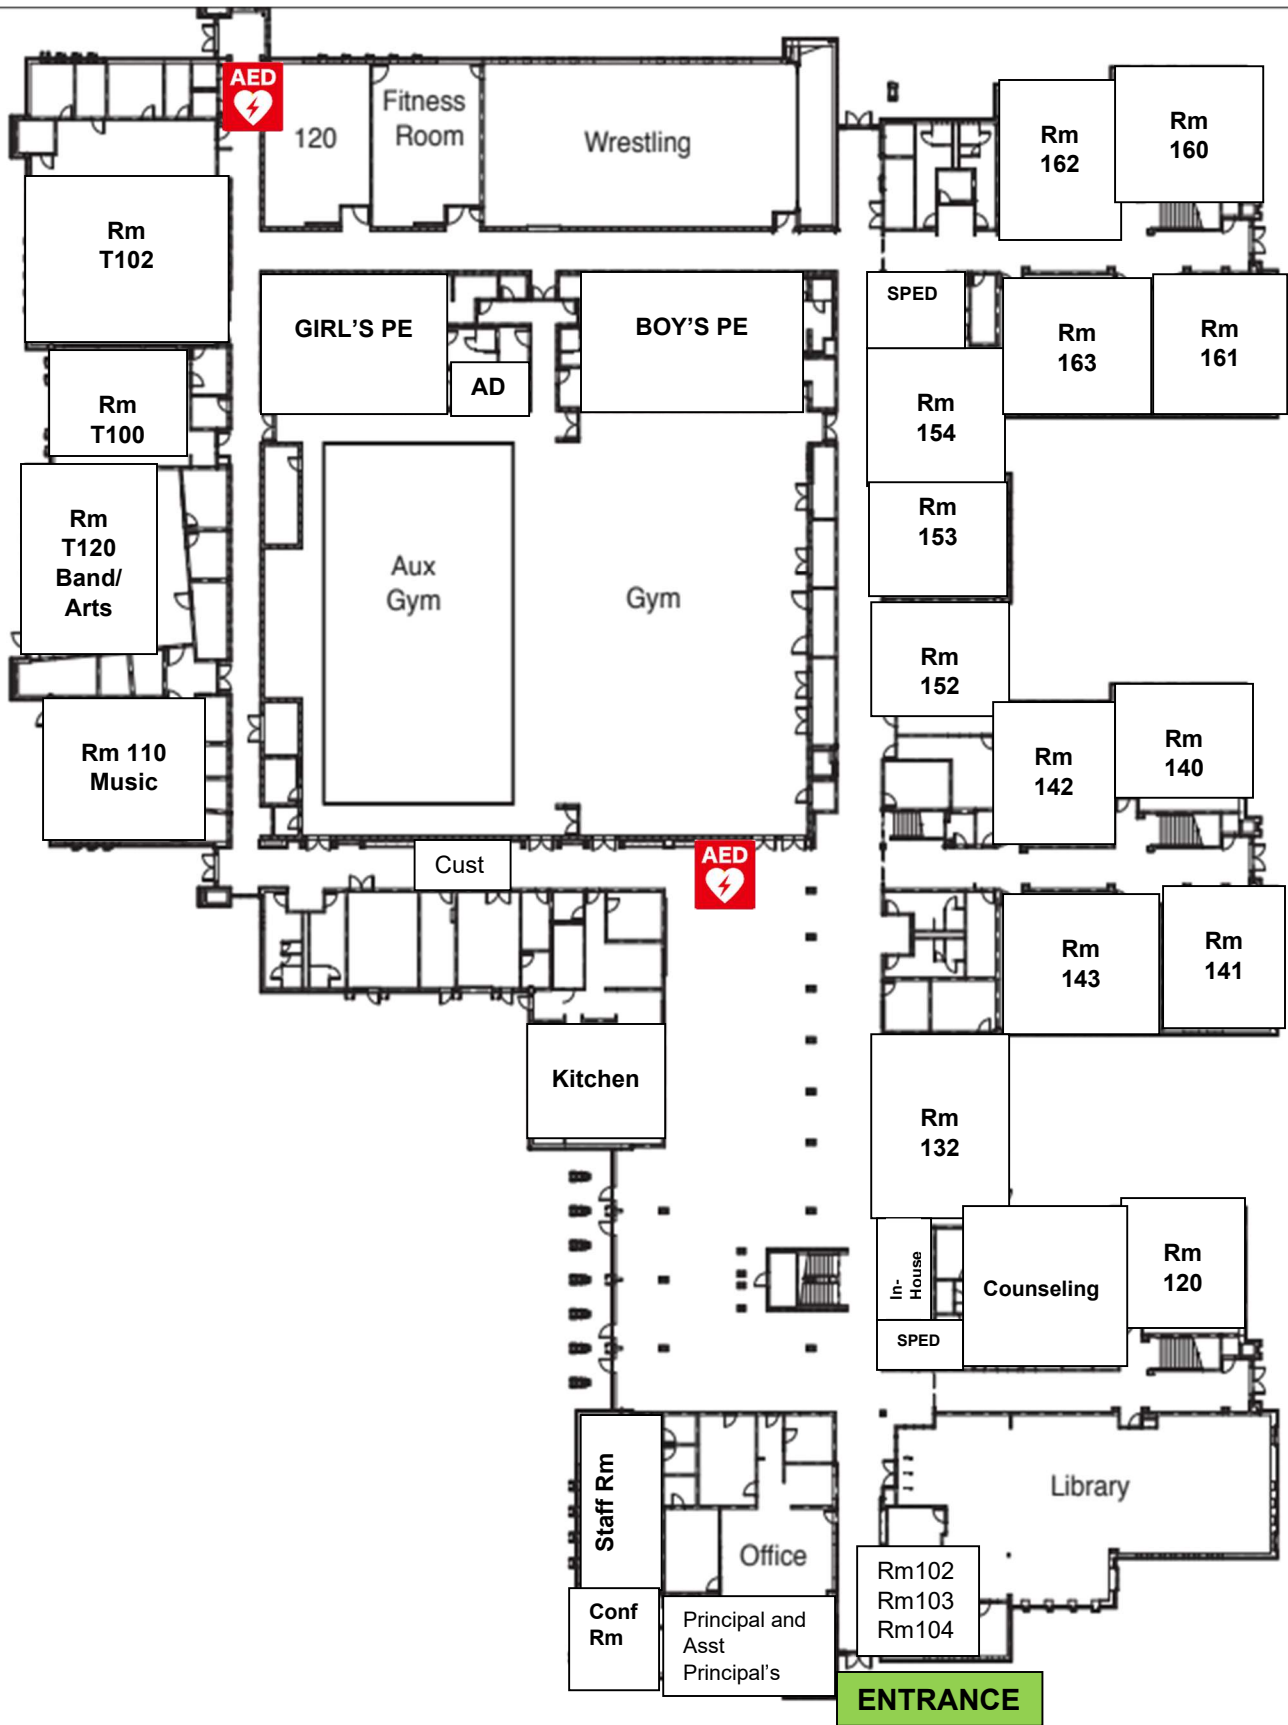 AED
120
Fitness
Room
Wrestling
Rm
162
Rm
160
Rm
T102
GIRL'S PE
AD
BOY'S PE
SPED
Rm
163
Rm
161
Rm
T100
Rm
154
Rm
T120
Band/
Arts
Aux
Gym
Gym
Rm
153
Rm
152
Rm 110
Music
Rm
142
Rm
140
Cust
AED
Rm
143
Rm
141
Kitchen
Rm
132
In-
House
Counseling
Rm
120
SPED
Staff Rm
Office
Library
Conf
Rm
Principal and
Asst
Principal's
Rm102
Rm103
Rm104
ENTRANCE